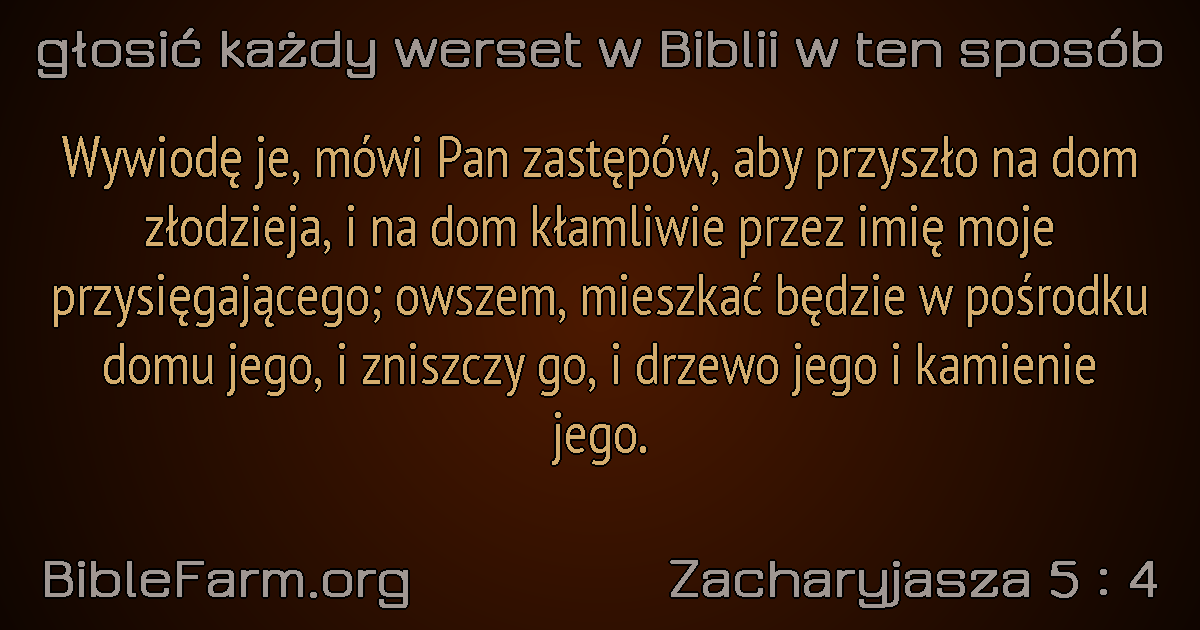 głosić każdy werset w Biblii w ten sposób
Wywiodę je, mówi Pan zastępów, aby przyszło na dom
złodzieja, i na dom kłamliwie przez imię moje
przysięgającego; owszem, mieszkać będzie w pośrodku
domu jego, i zniszczy go, i drzewo jego i kamienie
jego.
BibleFarm.org
Zacharyjasza 5 : 4